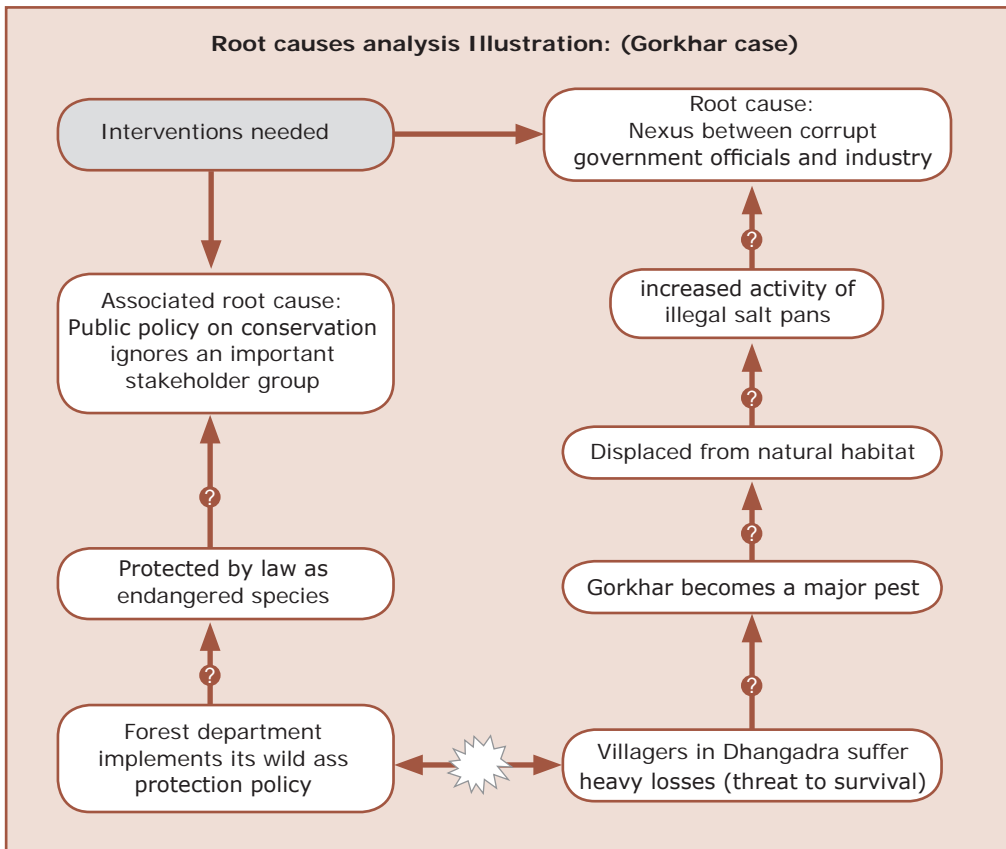 Root causes analysis Illustration: (Gorkhar case)
Interventions needed
Root cause:
Nexus between corrupt
government officials and industry
?
increased activity of
illegal salt pans
Associated root cause:
Public policy on conservation
ignores an important
stakeholder group
?
Displaced from natural habitat
?
?
Protected by law as
endangered species
Gorkhar becomes a major pest
?
?
Forest department
implements its wild ass
protection policy
Villagers in Dhangadra suffer
heavy losses (threat to survival)